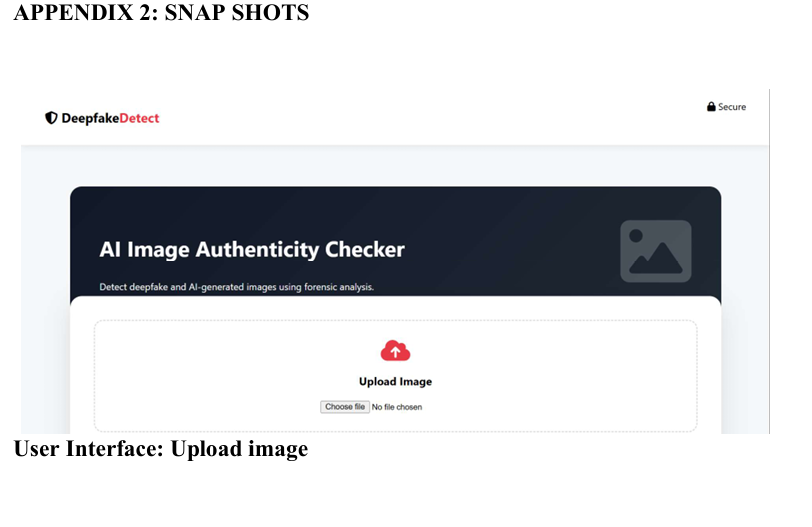 APPENDIX 2: SNAP SHOTS
DeepfakeDetect
Secure
AI Image Authenticity Checker
Detect deepfake and AI-generated images using forensic analysis.
Upload Image
Choose file No file chosen
User Interface: Upload image